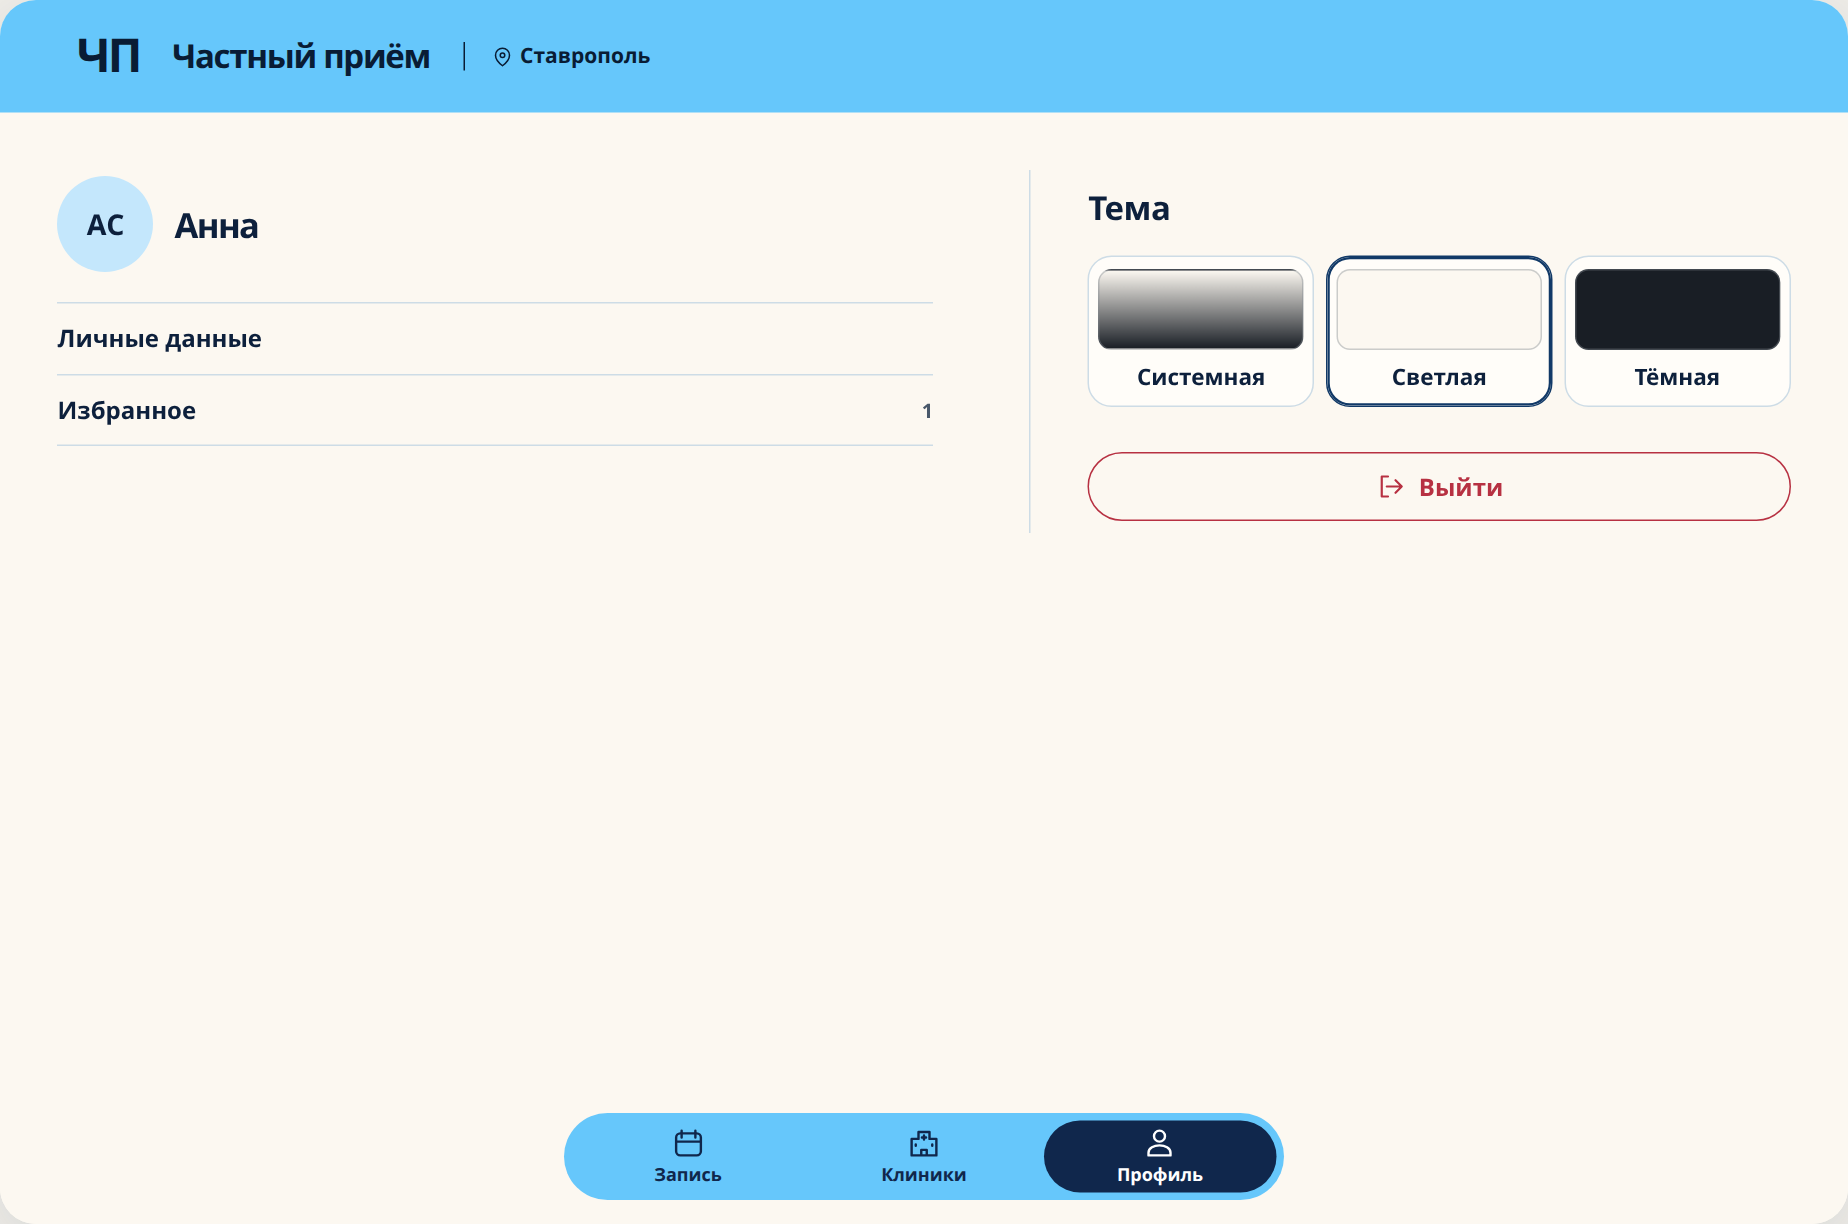 ЧП Частный приём Ставрополь
АС Анна
Личные данные
Избранное 1
Тема
Системная Светлая Тёмная
Выйти
Запись Клиники Профиль